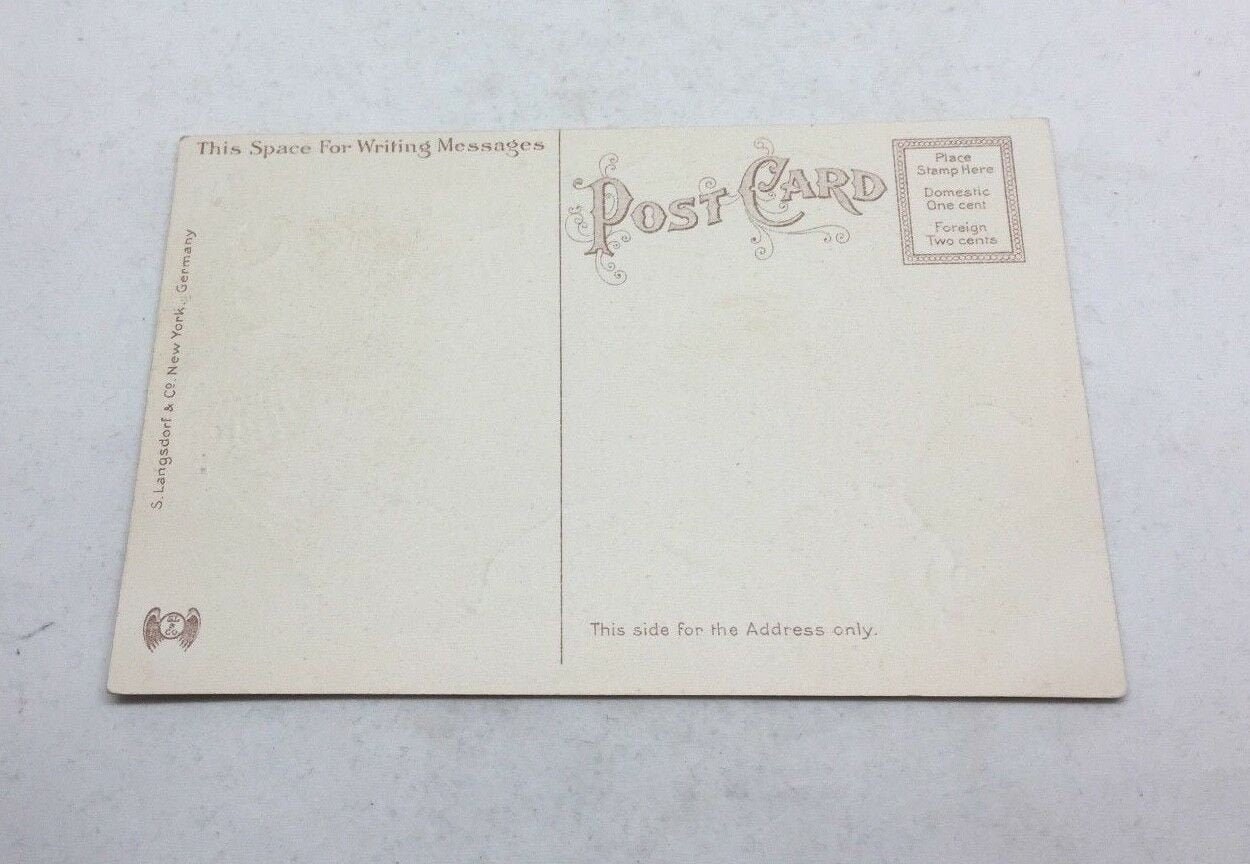 This Space For Writing Messages
POST CARD
Place
Stamp Here
Domestic
One cent
Foreign
Two cents
S. Langsdorf & Co. New York. Germany
This side for the Address only.